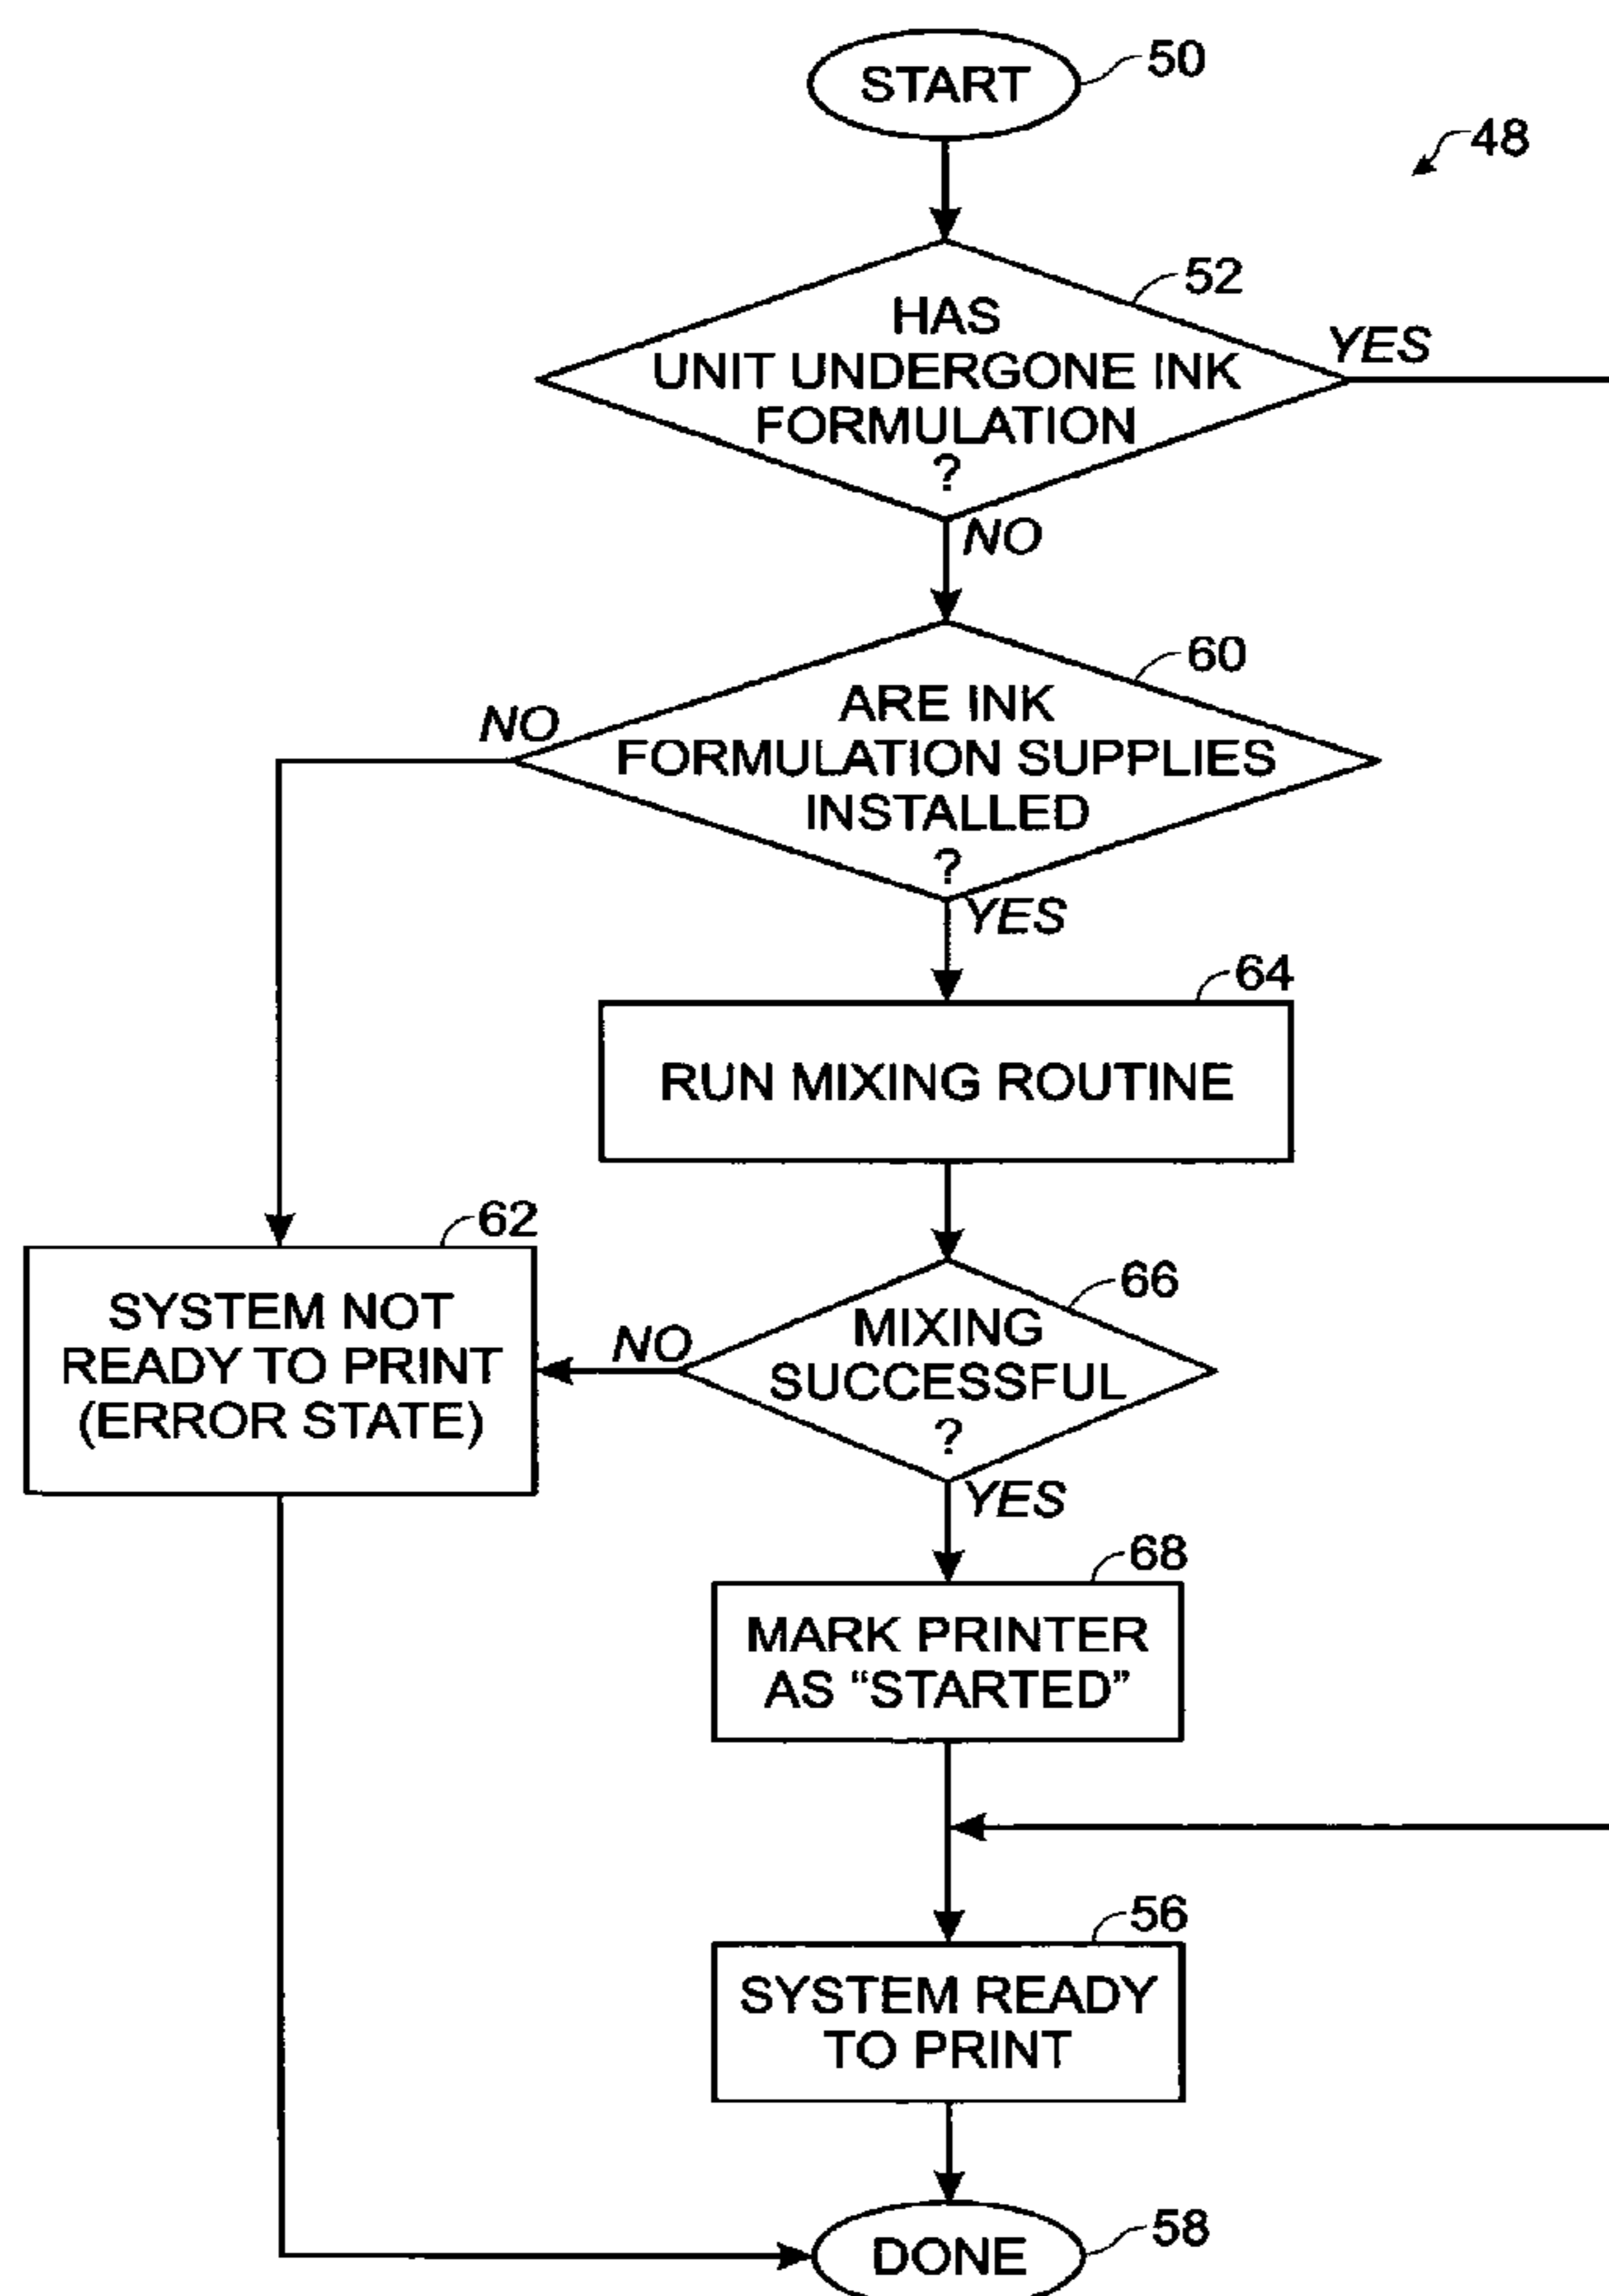 START
50
48
52
HAS
UNIT UNDERGONE INK
FORMULATION
?
YES
NO
60
ARE INK
FORMULATION SUPPLIES
INSTALLED
?
NO
YES
64
RUN MIXING ROUTINE
62
SYSTEM NOT
READY TO PRINT
(ERROR STATE)
66
MIXING
SUCCESSFUL
?
NO
YES
68
MARK PRINTER
AS “STARTED”
56
SYSTEM READY
TO PRINT
DONE
58